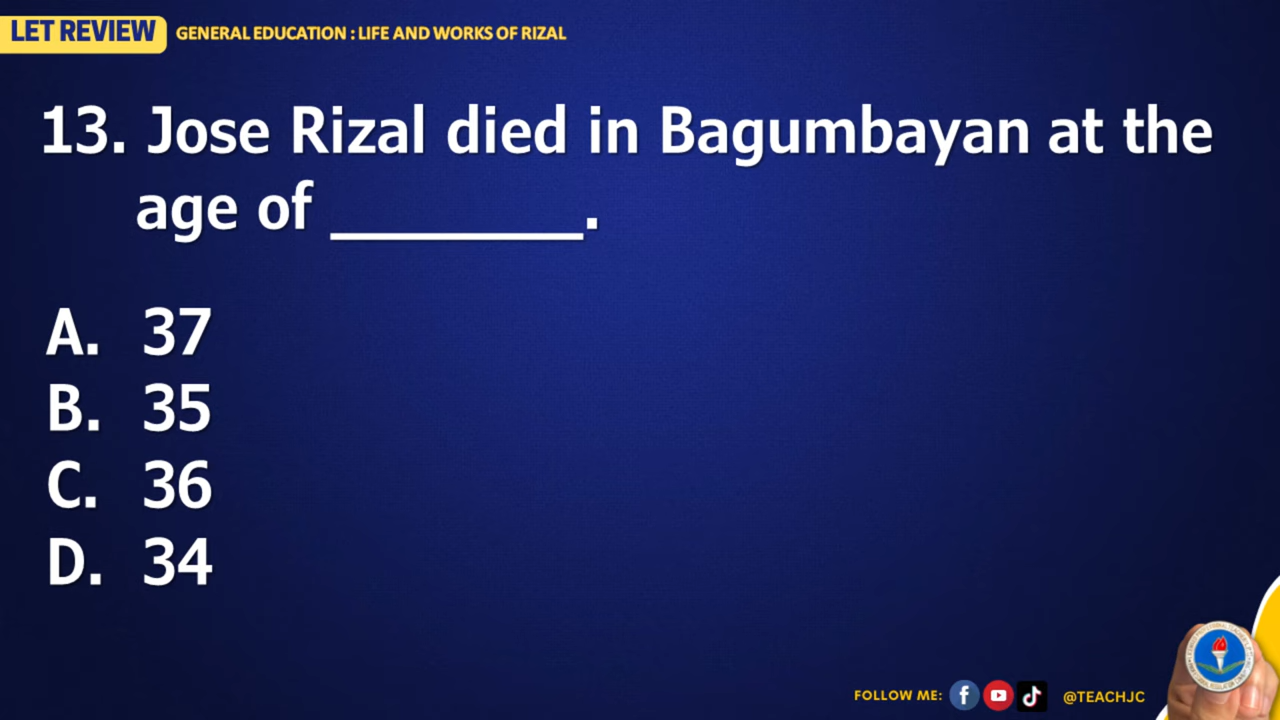 LET REVIEW GENERAL EDUCATION : LIFE AND WORKS OF RIZAL
13. Jose Rizal died in Bagumbayan at the
age of ________.
A. 37
B. 35
C. 36
D. 34
FOLLOW ME: @TEACHJC